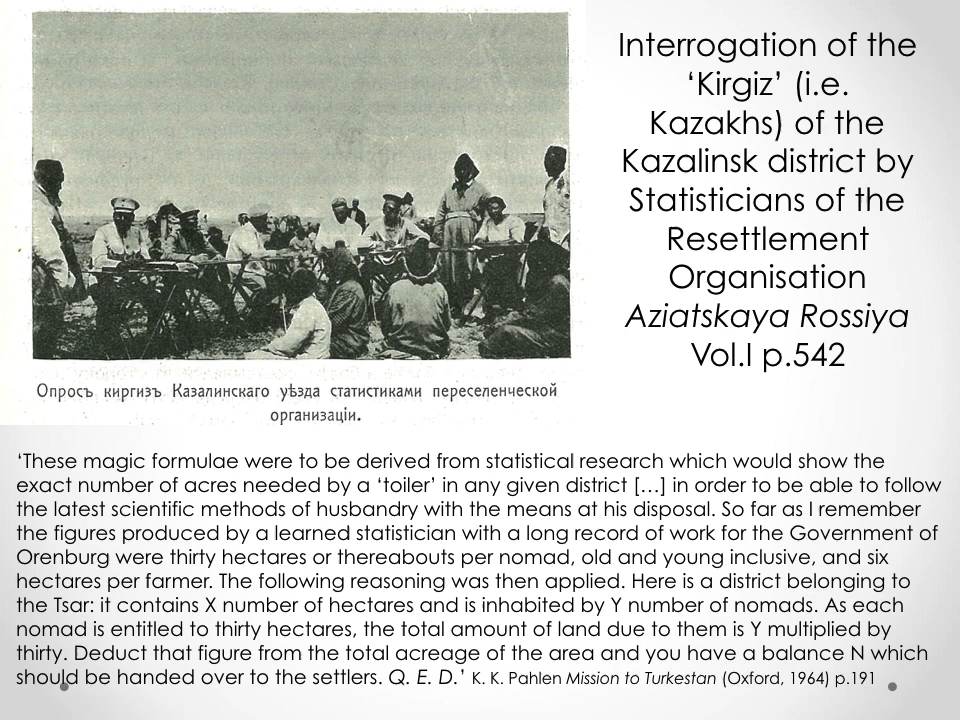 Interrogation of the
‘Kirgiz’ (i.e.
Kazakhs) of the
Kazalinsk district by
Statisticians of the
Resettlement
Organisation
Aziatskaya Rossiya
Vol.I p.542
Опросъ киргизъ Казалинскаго уѣзда статистиками переселенческой
организаціи.
‘These magic formulae were to be derived from statistical research which would show the
exact number of acres needed by a ‘toiler’ in any given district […] in order to be able to follow
the latest scientific methods of husbandry with the means at his disposal. So far as I remember
the figures produced by a learned statistician with a long record of work for the Government of
Orenburg were thirty hectares or thereabouts per nomad, old and young inclusive, and six
hectares per farmer. The following reasoning was then applied. Here is a district belonging to
the Tsar: it contains X number of hectares and is inhabited by Y number of nomads. As each
nomad is entitled to thirty hectares, the total amount of land due to them is Y multiplied by
thirty. Deduct that figure from the total acreage of the area and you have a balance N which
should be handed over to the settlers. Q. E. D.’ K. K. Pahlen Mission to Turkestan (Oxford, 1964) p.191